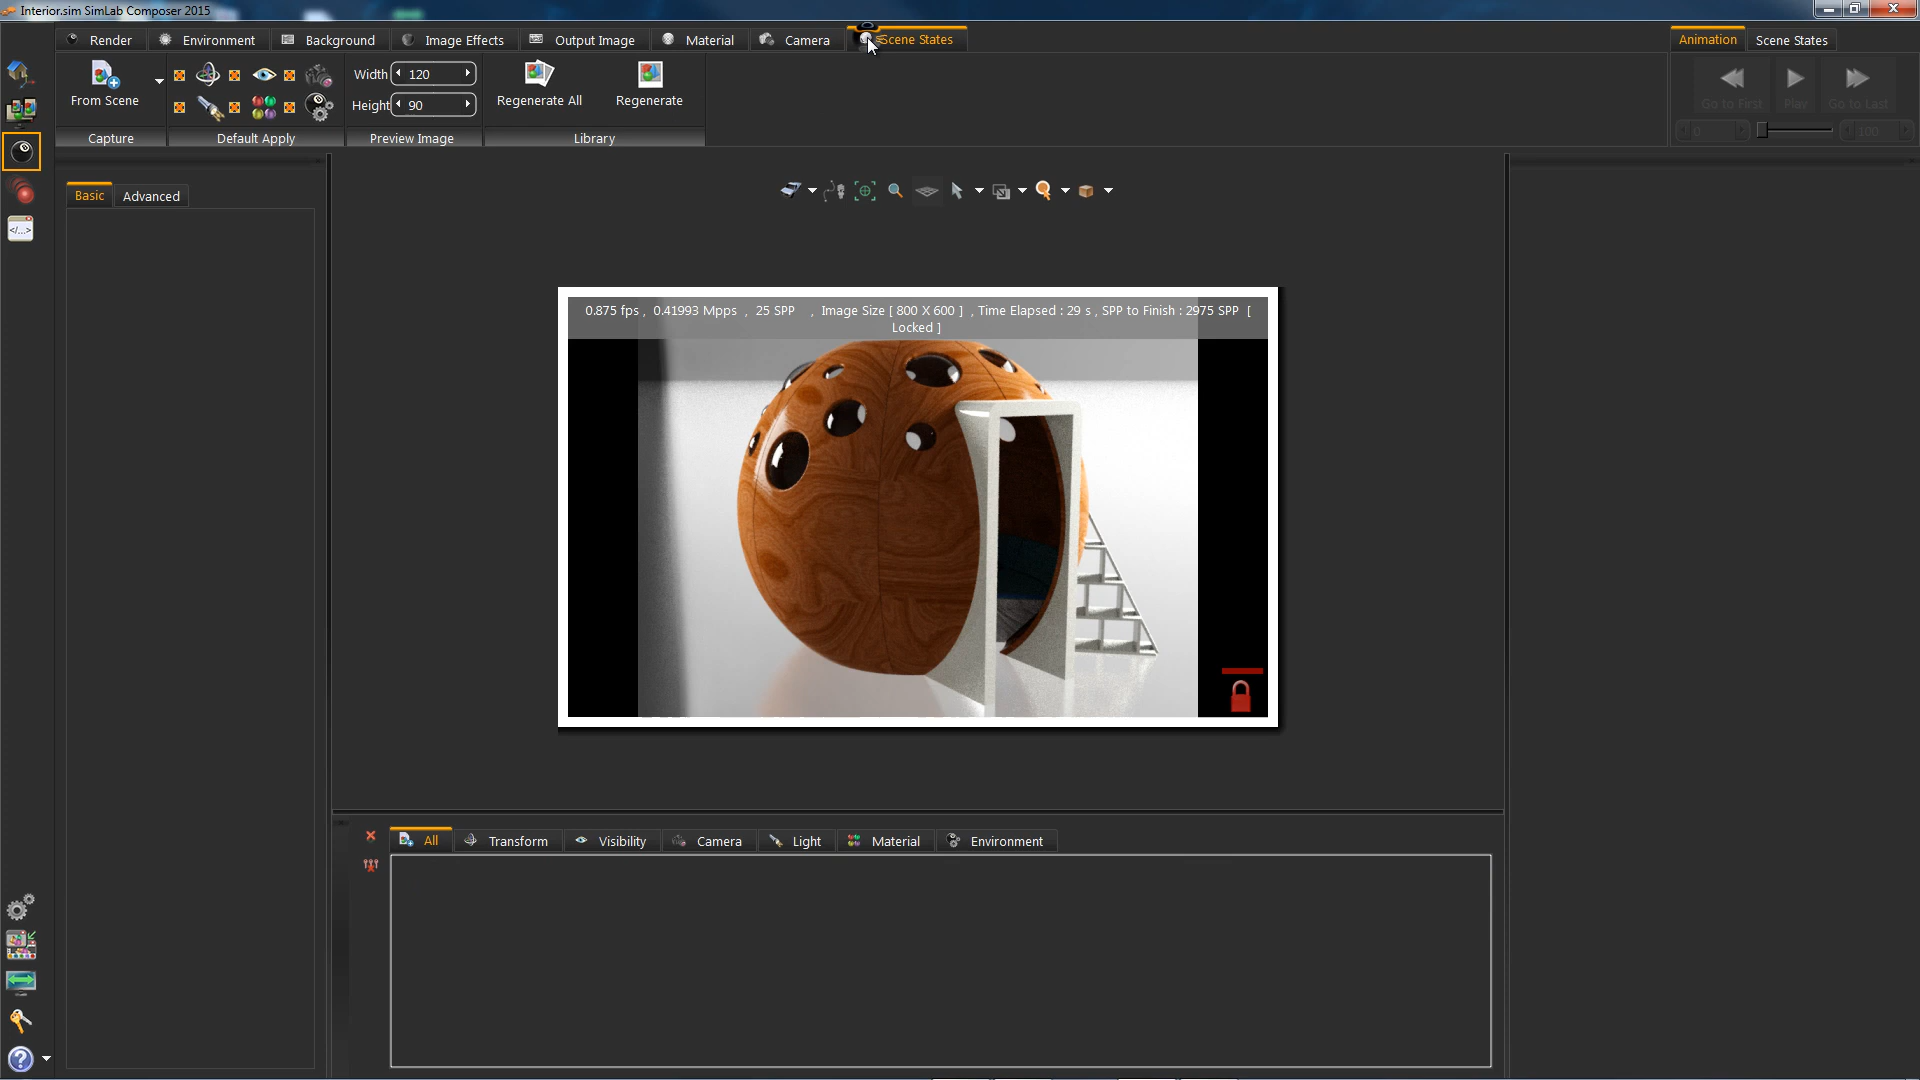 Interior.sim SimLab Composer 2015
Render
Environment
Background
Image Effects
Output Image
Material
Camera
Scene States
Animation
Scene States
From Scene
Width 120
Height 90
Regenerate All
Regenerate
Go to First
Play
Go to Last
Capture
Default Apply
Preview Image
Library
0
100
Basic
Advanced
0.875 fps , 0.41993 Mpps , 25 SPP , Image Size [ 800 X 600 ] , Time Elapsed : 29 s , SPP to Finish : 2975 SPP [
Locked ]
All
Transform
Visibility
Camera
Light
Material
Environment